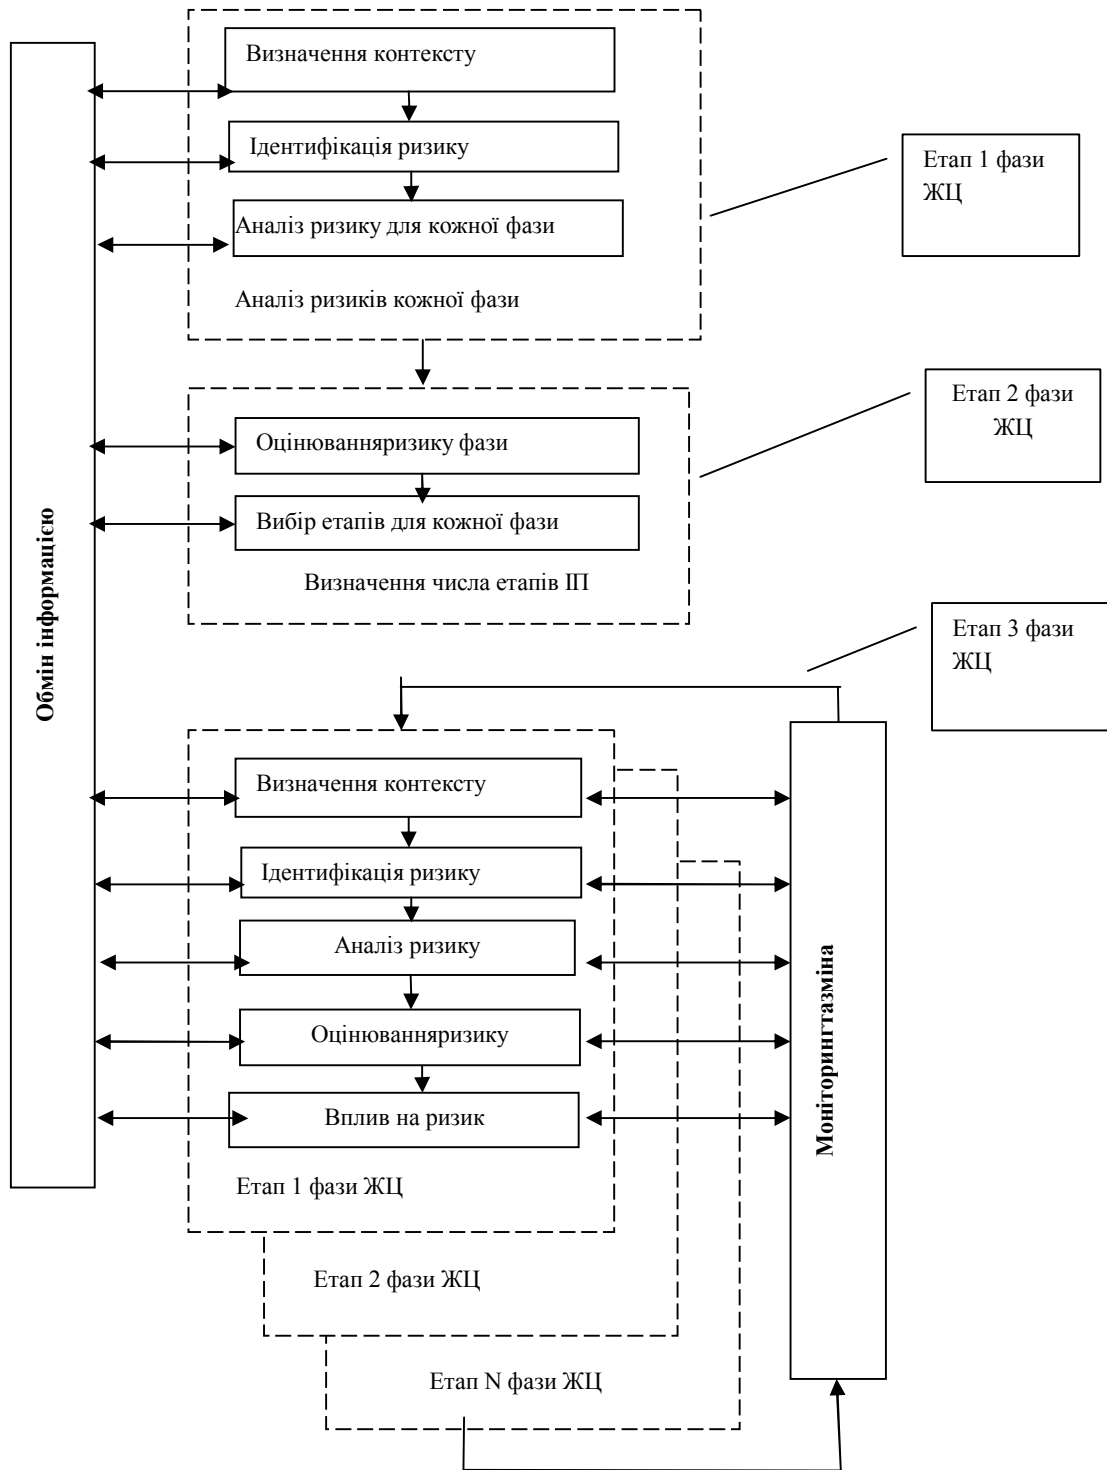 Визначення контексту
Ідентифікація ризику
Аналіз ризику для кожної фази
Аналіз ризиків кожної фази
Етап 1 фази
ЖЦ
Оцінюванняризику фази
Вибір етапів для кожної фази
Визначення числа етапів ІП
Етап 2 фази
ЖЦ
Обмін інформацією
Етап 3 фази
ЖЦ
Визначення контексту
Ідентифікація ризику
Аналіз ризику
Оцінюванняризику
Вплив на ризик
Етап 1 фази ЖЦ
Етап 2 фази ЖЦ
Етап N фази ЖЦ
Моніторингтазміна